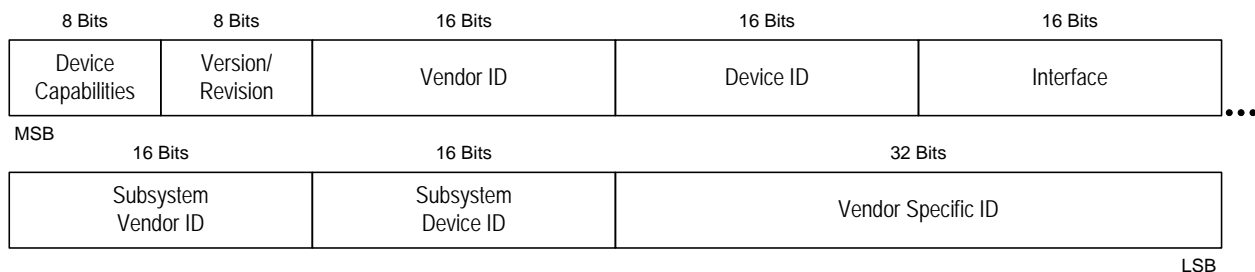 8 Bits 8 Bits 16 Bits 16 Bits 16 Bits
Device Capabilities Version/ Revision Vendor ID Device ID Interface
MSB
...
16 Bits 16 Bits 32 Bits
Subsystem Vendor ID Subsystem Device ID Vendor Specific ID
LSB